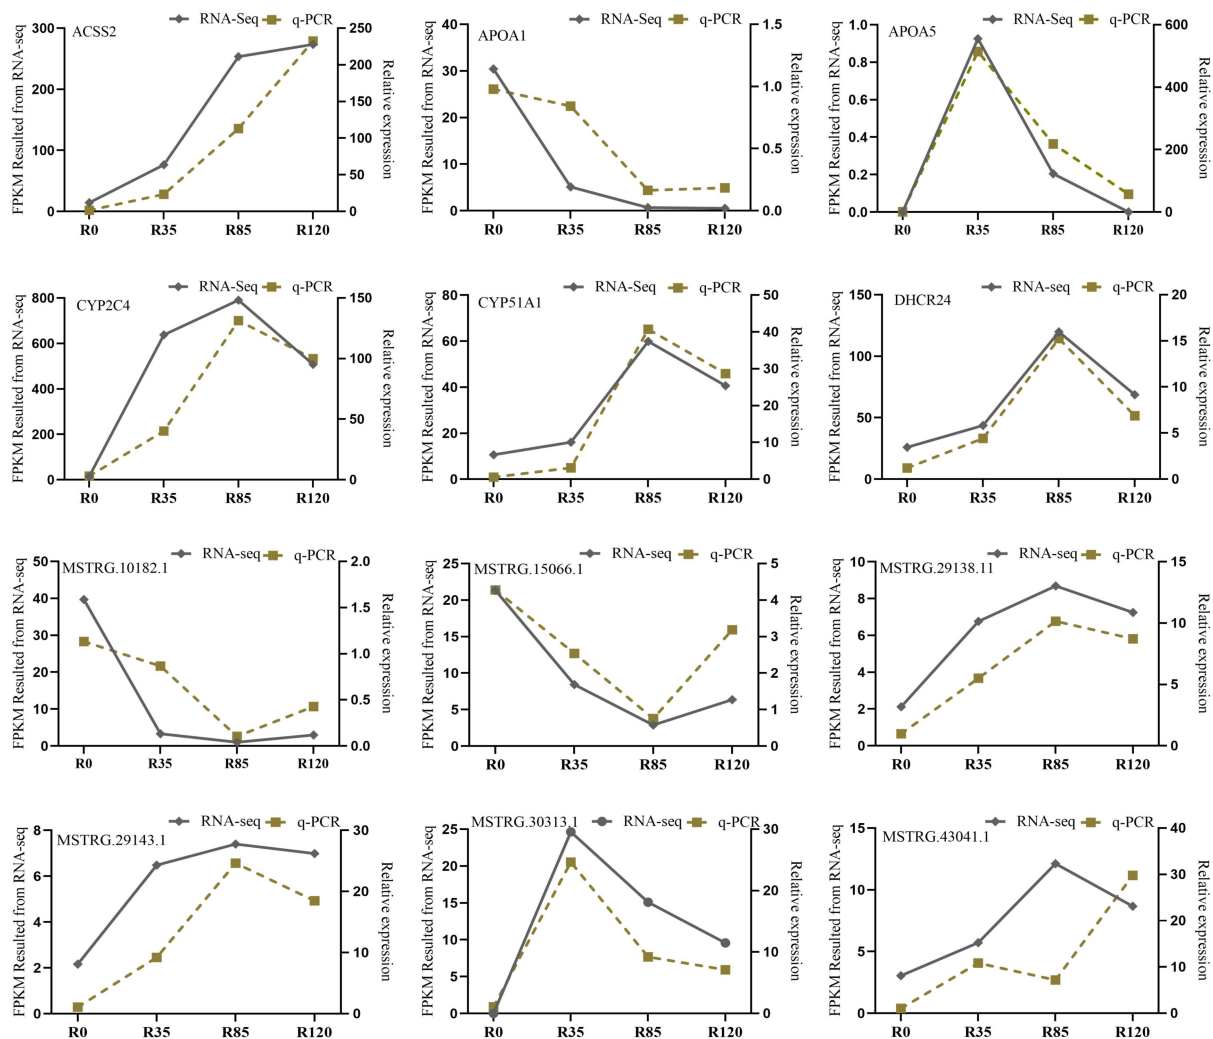 RNA-Seq q-PCR
ACSS2
FPKM Resulted from RNA-seq
300
200
100
0
250
200
150
100
50
0
Relative expression
R0 R35 R85 R120
RNA-Seq q-PCR
APOA1
FPKM Resulted from RNA-seq
40
30
20
10
0
1.5
1.0
0.5
0.0
Relative expression
R0 R35 R85 R120
RNA-Seq q-PCR
APOA5
FPKM Resulted from RNA-seq
1.0
0.8
0.6
0.4
0.2
0.0
600
400
200
0
Relative expression
R0 R35 R85 R120
RNA-Seq q-PCR
CYP2C4
FPKM Resulted from RNA-seq
800
600
400
200
0
150
100
50
0
Relative expression
R0 R35 R85 R120
RNA-Seq q-PCR
CYP51A1
FPKM Resulted from RNA-seq
80
60
40
20
0
50
40
30
20
10
0
Relative expression
R0 R35 R85 R120
RNA-seq q-PCR
DHCR24
FPKM Resulted from RNA-seq
150
100
50
0
20
15
10
5
0
Relative expression
R0 R35 R85 R120
RNA-seq q-PCR
MSTRG.10182.1
FPKM Resulted from RNA-seq
50
40
30
20
10
0
2.0
1.5
1.0
0.5
0.0
Relative expression
R0 R35 R85 R120
RNA-seq q-PCR
MSTRG.15066.1
FPKM Resulted from RNA-seq
25
20
15
10
5
0
5
4
3
2
1
0
Relative expression
R0 R35 R85 R120
RNA-seq q-PCR
MSTRG.29138.11
FPKM Resulted from RNA-seq
10
8
6
4
2
0
15
10
5
0
Relative expression
R0 R35 R85 R120
RNA-seq q-PCR
MSTRG.29143.1
FPKM Resulted from RNA-seq
8
6
4
2
0
30
20
10
0
Relative expression
R0 R35 R85 R120
RNA-seq q-PCR
MSTRG.30313.1
FPKM Resulted from RNA-seq
25
20
15
10
5
0
30
20
10
0
Relative expression
R0 R35 R85 R120
RNA-seq q-PCR
MSTRG.43041.1
FPKM Resulted from RNA-seq
15
10
5
0
40
30
20
10
0
Relative expression
R0 R35 R85 R120